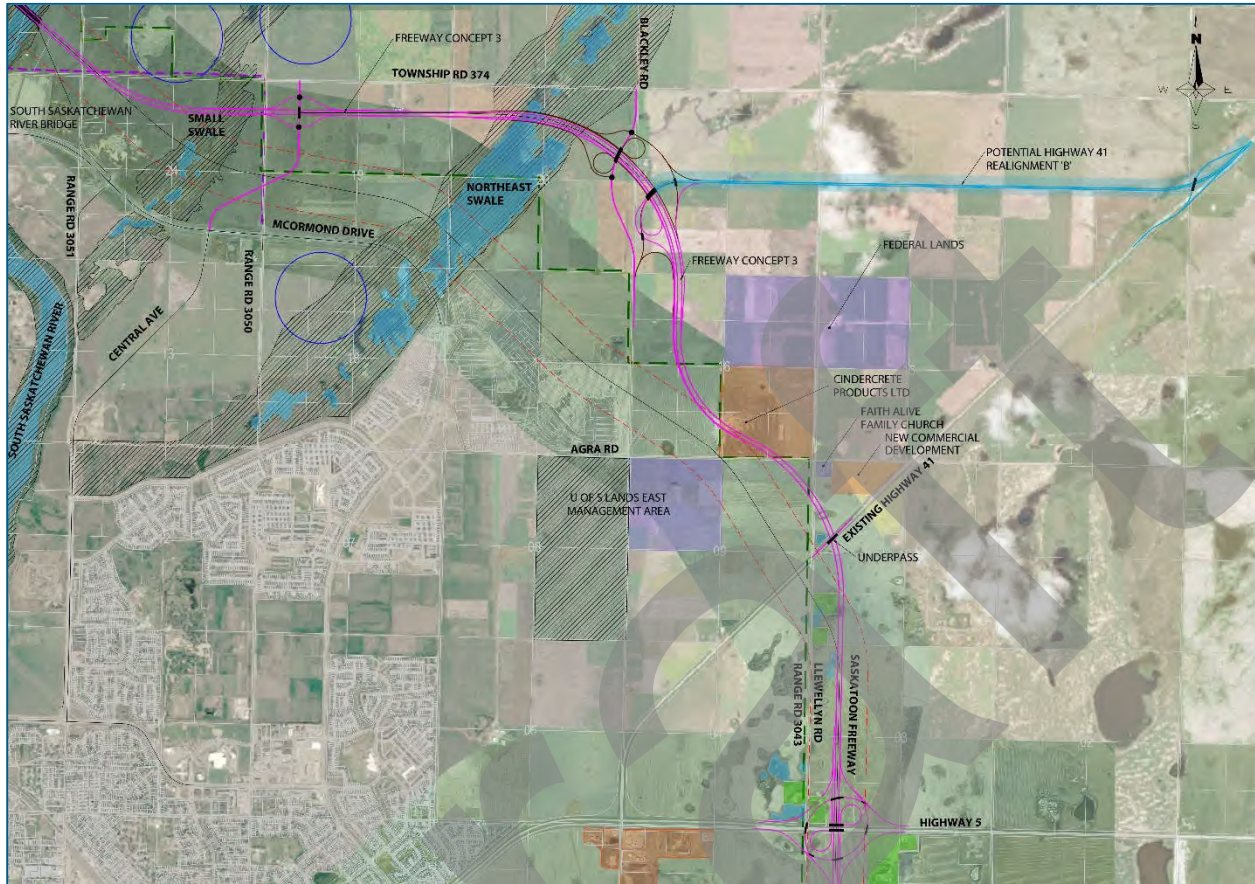 FREEWAY CONCEPT 3
BLACKLEY RD
N
TOWNSHIP RD 374
W E
S
SOUTH SASKATCHEWAN
RIVER BRIDGE
SMALL
SWALE
POTENTIAL HIGHWAY 41
REALIGNMENT 'B'
RANGE RD 3051
NORTHEAST
SWALE
MCORMOND DRIVE
RANGE RD 3050
FEDERAL LANDS
FREEWAY CONCEPT 3
CENTRAL AVE
SOUTH SASKATCHEWAN RIVER
CINDERCRETE
PRODUCTS LTD
FAITH ALIVE
FAMILY CHURCH
NEW COMMERCIAL
DEVELOPMENT
AGRA RD
EXISTING HIGHWAY 41
U OF S LANDS EAST
MANAGEMENT AREA
UNDERPASS
RANGE RD 3043
LLEWELLYN RD
SASKATOON FREEWAY
HIGHWAY 5